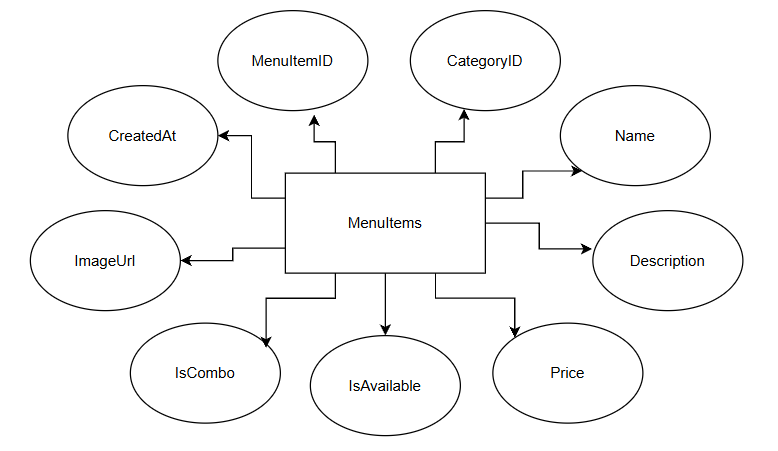 MenuItemID
CategoryID
CreatedAt
Name
MenuItems
ImageUrl
Description
IsCombo
IsAvailable
Price